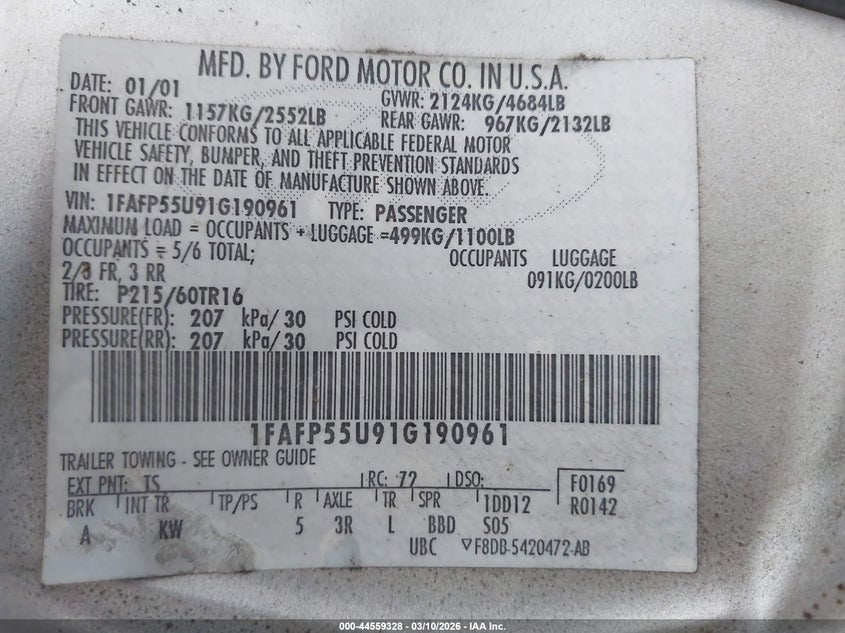 MFD. BY FORD MOTOR CO. IN U.S.A.
DATE: 01/01 GVWR: 2124KG/4684LB
FRONT GAWR: 1157KG/2552LB REAR GAWR: 967KG/2132LB
THIS VEHICLE CONFORMS TO ALL APPLICABLE FEDERAL MOTOR
VEHICLE SAFETY, BUMPER, AND THEFT PREVENTION STANDARDS
IN EFFECT ON THE DATE OF MANUFACTURE SHOWN ABOVE.
VIN: 1FAFP55U91G190961 TYPE: PASSENGER
MAXIMUM LOAD = OCCUPANTS + LUGGAGE =499KG/1100LB
OCCUPANTS = 5/6 TOTAL; OCCUPANTS LUGGAGE
2/3 FR, 3 RR 091KG/0200LB
TIRE: P215/60TR16
PRESSURE(FR): 207 kPa/30 PSI COLD
PRESSURE(RR): 207 kPa/30 PSI COLD
1FAFP55U91G190961
TRAILER TOWING - SEE OWNER GUIDE
EXT PNT: TS RC: 72 DSO: F0169
BRK INT TR TP/PS R AXLE TR SPR 1DD12 R0142
A KW 5 3R L BBD S05
UBC ▽F8DB-5420472-AB
000-44559328 - 03/10/2026 - IAA Inc.